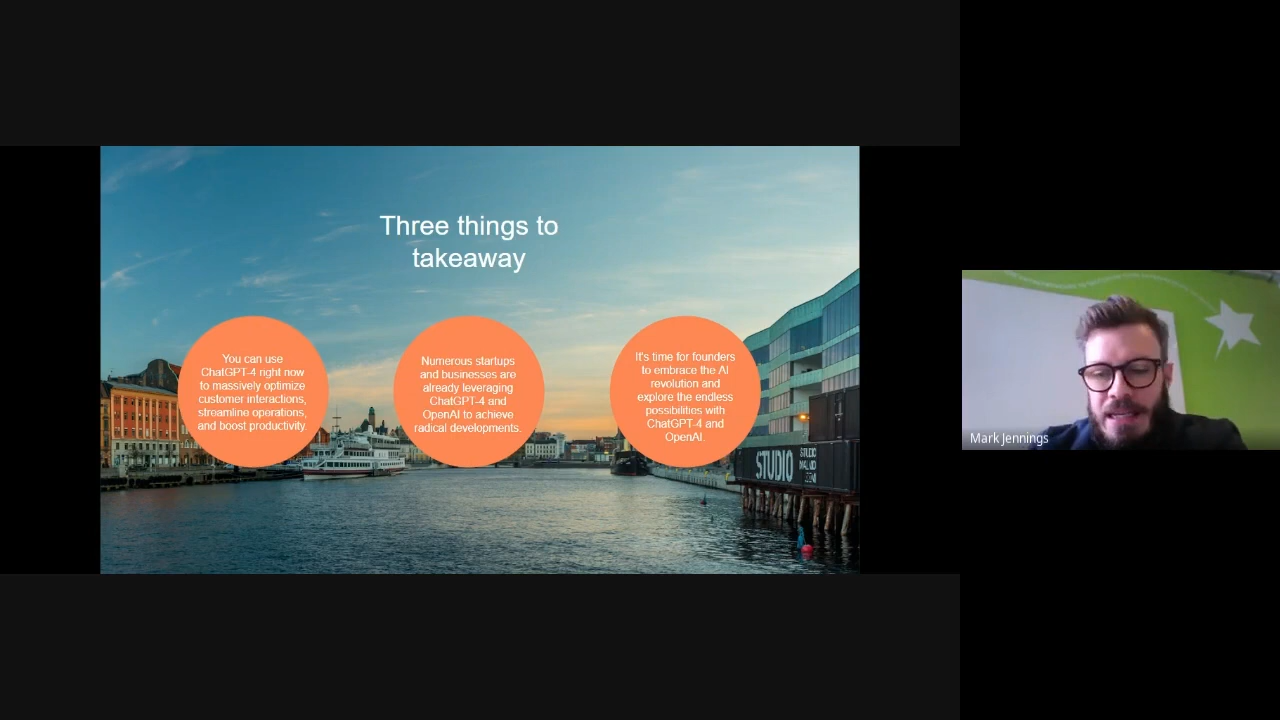 Three things to
takeaway
You can use
ChatGPT-4 right now
to massively optimize
customer interactions,
streamline operations,
and boost productivity.
Numerous startups
and businesses are
already leveraging
ChatGPT-4 and
OpenAI to achieve
radical developments.
It's time for founders
to embrace the AI
revolution and
explore the endless
possibilities with
ChatGPT-4 and
OpenAI.
STUDIO
STUDIO
Mark Jennings